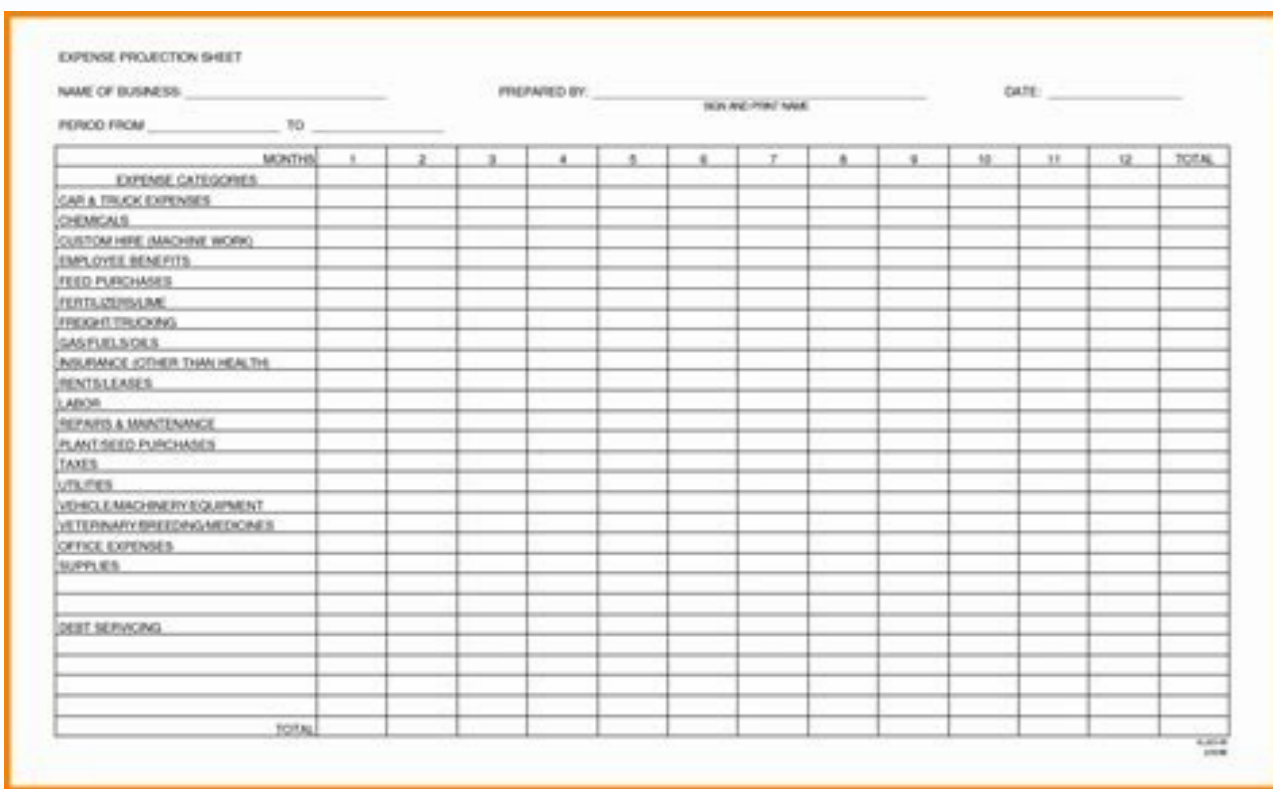 EXPENSE PROJECTION SHEET
NAME OF BUSINESS: PREPARED BY: DATE:
SIGN AND PRINT NAME
PERIOD FROM TO
MONTHS 1 2 3 4 5 6 7 8 9 10 11 12 TOTAL
EXPENSE CATEGORIES
CAR & TRUCK EXPENSES
CHEMICALS
CUSTOM HIRE (MACHINE WORK)
EMPLOYEE BENEFITS
FEED PURCHASES
FERTILIZERS/LIME
FREIGHT/TRUCKING
GAS/FUELS/OILS
INSURANCE (OTHER THAN HEALTH)
RENTS/LEASES
LABOR
REPAIRS & MAINTENANCE
PLANT/SEED PURCHASES
TAXES
UTILITIES
VEHICLE/MACHINERY/EQUIPMENT
VETERINARY/BREEDING/MEDICINES
OFFICE EXPENSES
SUPPLIES
DEBT SERVICING
TOTAL